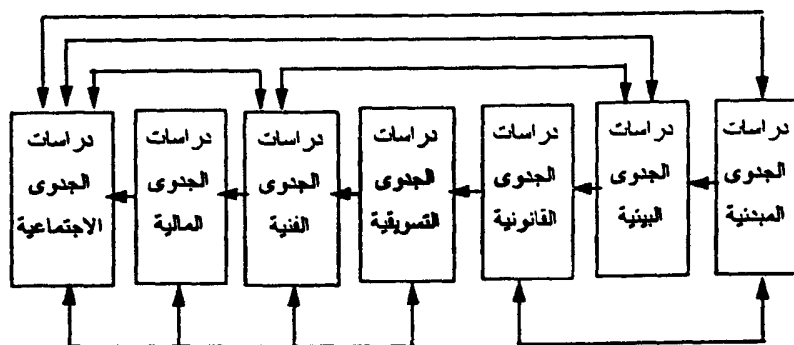 دراسات
الجدوى
المبدئية
دراسات
الجدوى
البيئية
دراسات
الجدوى
القانونية
دراسات
الجدوى
التسويقية
دراسات
الجدوى
الفنية
دراسات
الجدوى
المالية
دراسات
الجدوى
الاجتماعية